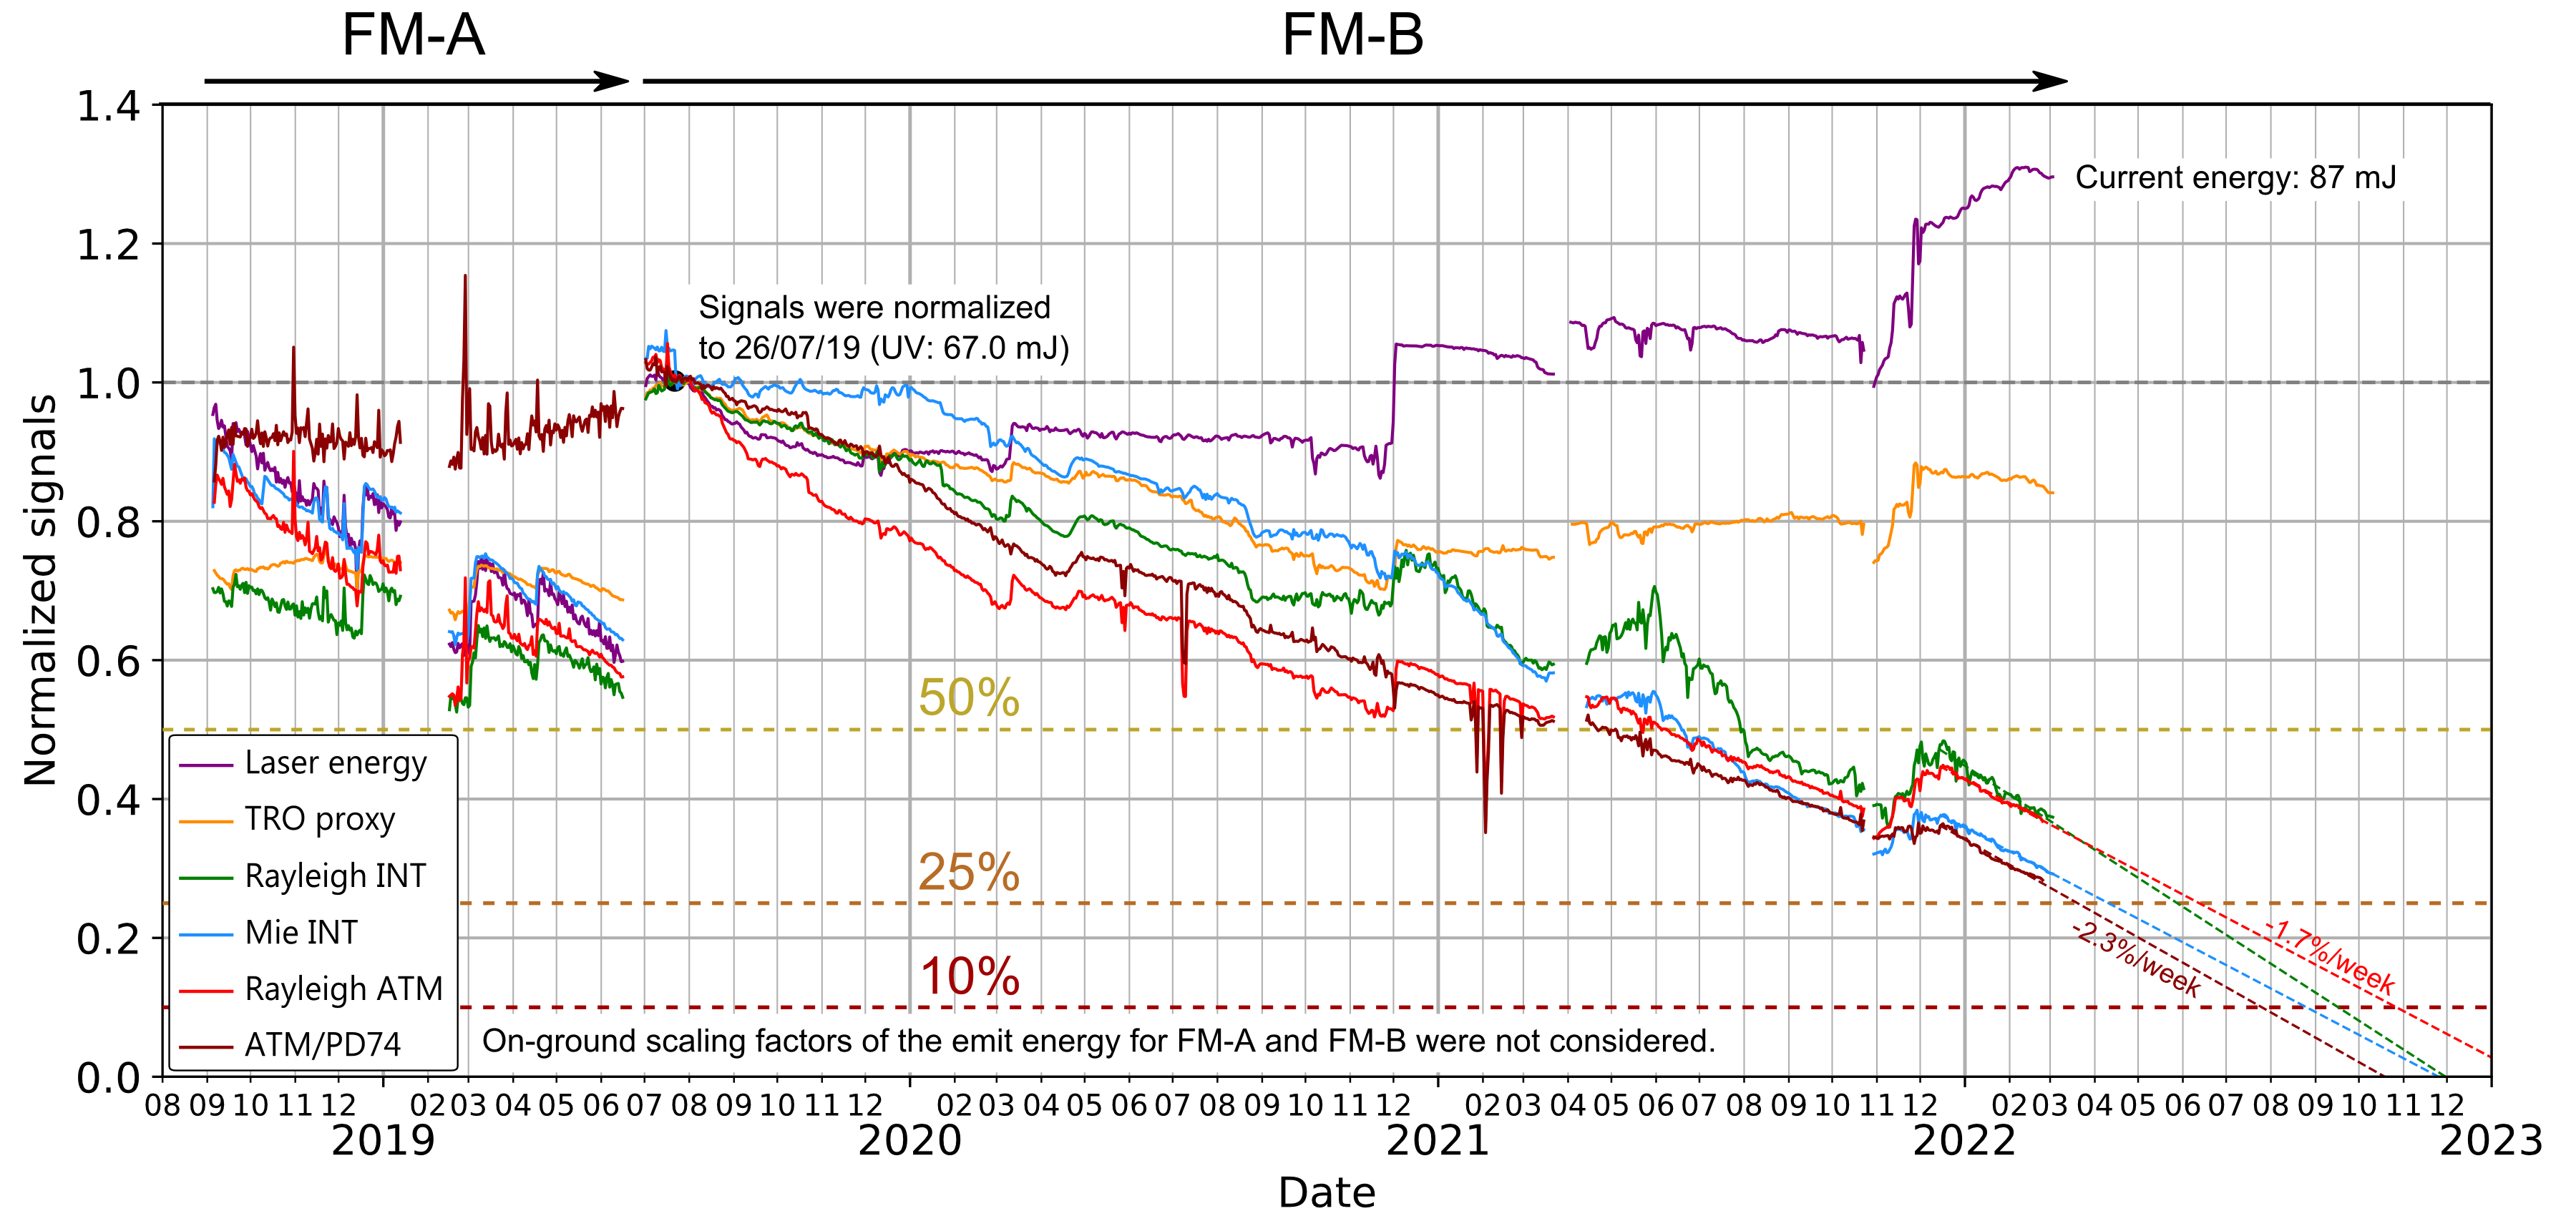 FM-A
FM-B
1.4
1.2
1.0
0.8
0.6
0.4
0.2
0.0
Normalized signals
Current energy: 87 mJ
Signals were normalized
to 26/07/19 (UV: 67.0 mJ)
50%
25%
10%
-2.3%/week
-1.7%/week
Laser energy
TRO proxy
Rayleigh INT
Mie INT
Rayleigh ATM
ATM/PD74
On-ground scaling factors of the emit energy for FM-A and FM-B were not considered.
08 09 10 11 12 02 03 04 05 06 07 08 09 10 11 12 02 03 04 05 06 07 08 09 10 11 12 02 03 04 05 06 07 08 09 10 11 12 02 03 04 05 06 07 08 09 10 11 12
2019 2020 2021 2022 2023
Date